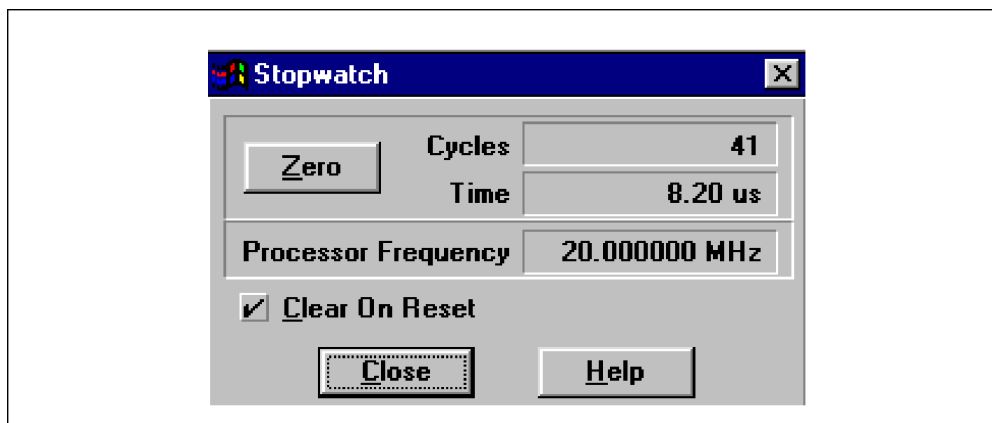 Stopwatch
Zero
Cycles 41
Time 8.20 us
Processor Frequency 20.000000 MHz
Clear On Reset
Close Help